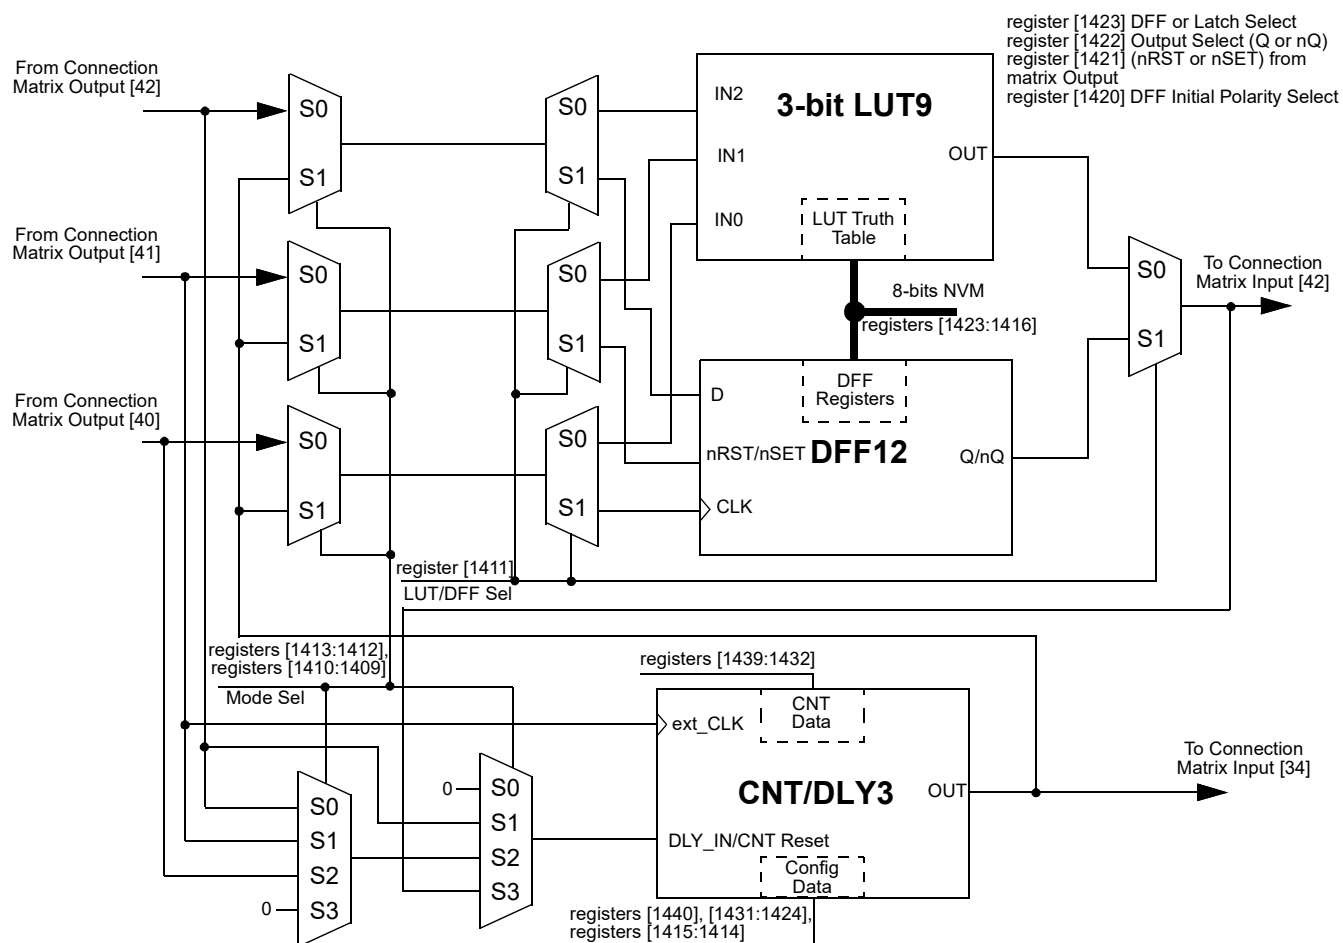 register [1423] DFF or Latch Select
register [1422] Output Select (Q or nQ)
register [1421] (nRST or nSET) from
matrix Output
register [1420] DFF Initial Polarity Select
From Connection
Matrix Output [42]
S0
S1
S0
S1
IN2
IN1
IN0
3-bit LUT9
OUT
LUT Truth
Table
From Connection
Matrix Output [41]
S0
S1
S0
S1
8-bits NVM
registers [1423:1416]
S0
S1
To Connection
Matrix Input [42]
From Connection
Matrix Output [40]
S0
S1
S0
S1
D
nRST/nSET
CLK
DFF
Registers
DFF12
Q/nQ
register [1411]
LUT/DFF Sel
registers [1413:1412],
registers [1410:1409]
Mode Sel
registers [1439:1432]
CNT
Data
ext_CLK
CNT/DLY3
OUT
To Connection
Matrix Input [34]
DLY_IN/CNT Reset
Config
Data
0
S0
S1
S2
S3
S0
S1
S2
0
S3
registers [1440], [1431:1424],
registers [1415:1414]